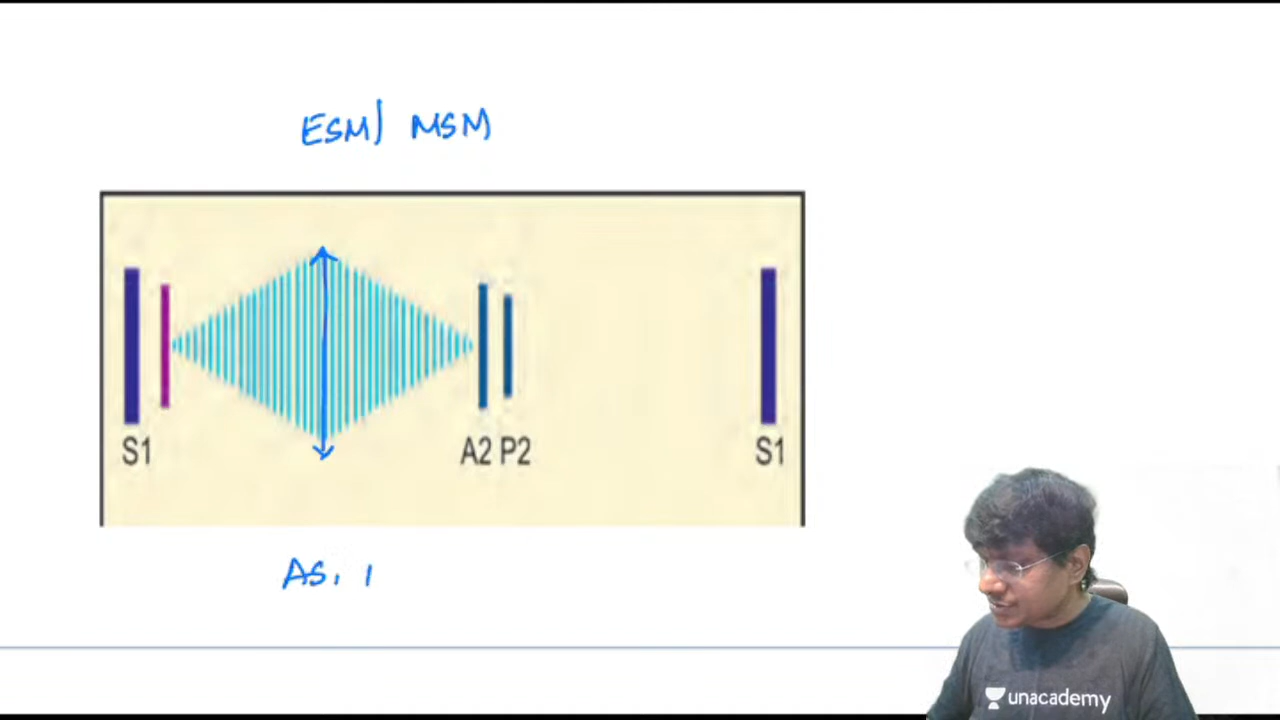 ESM| MSM
S1
A2 P2
S1
AS, I
unacademy